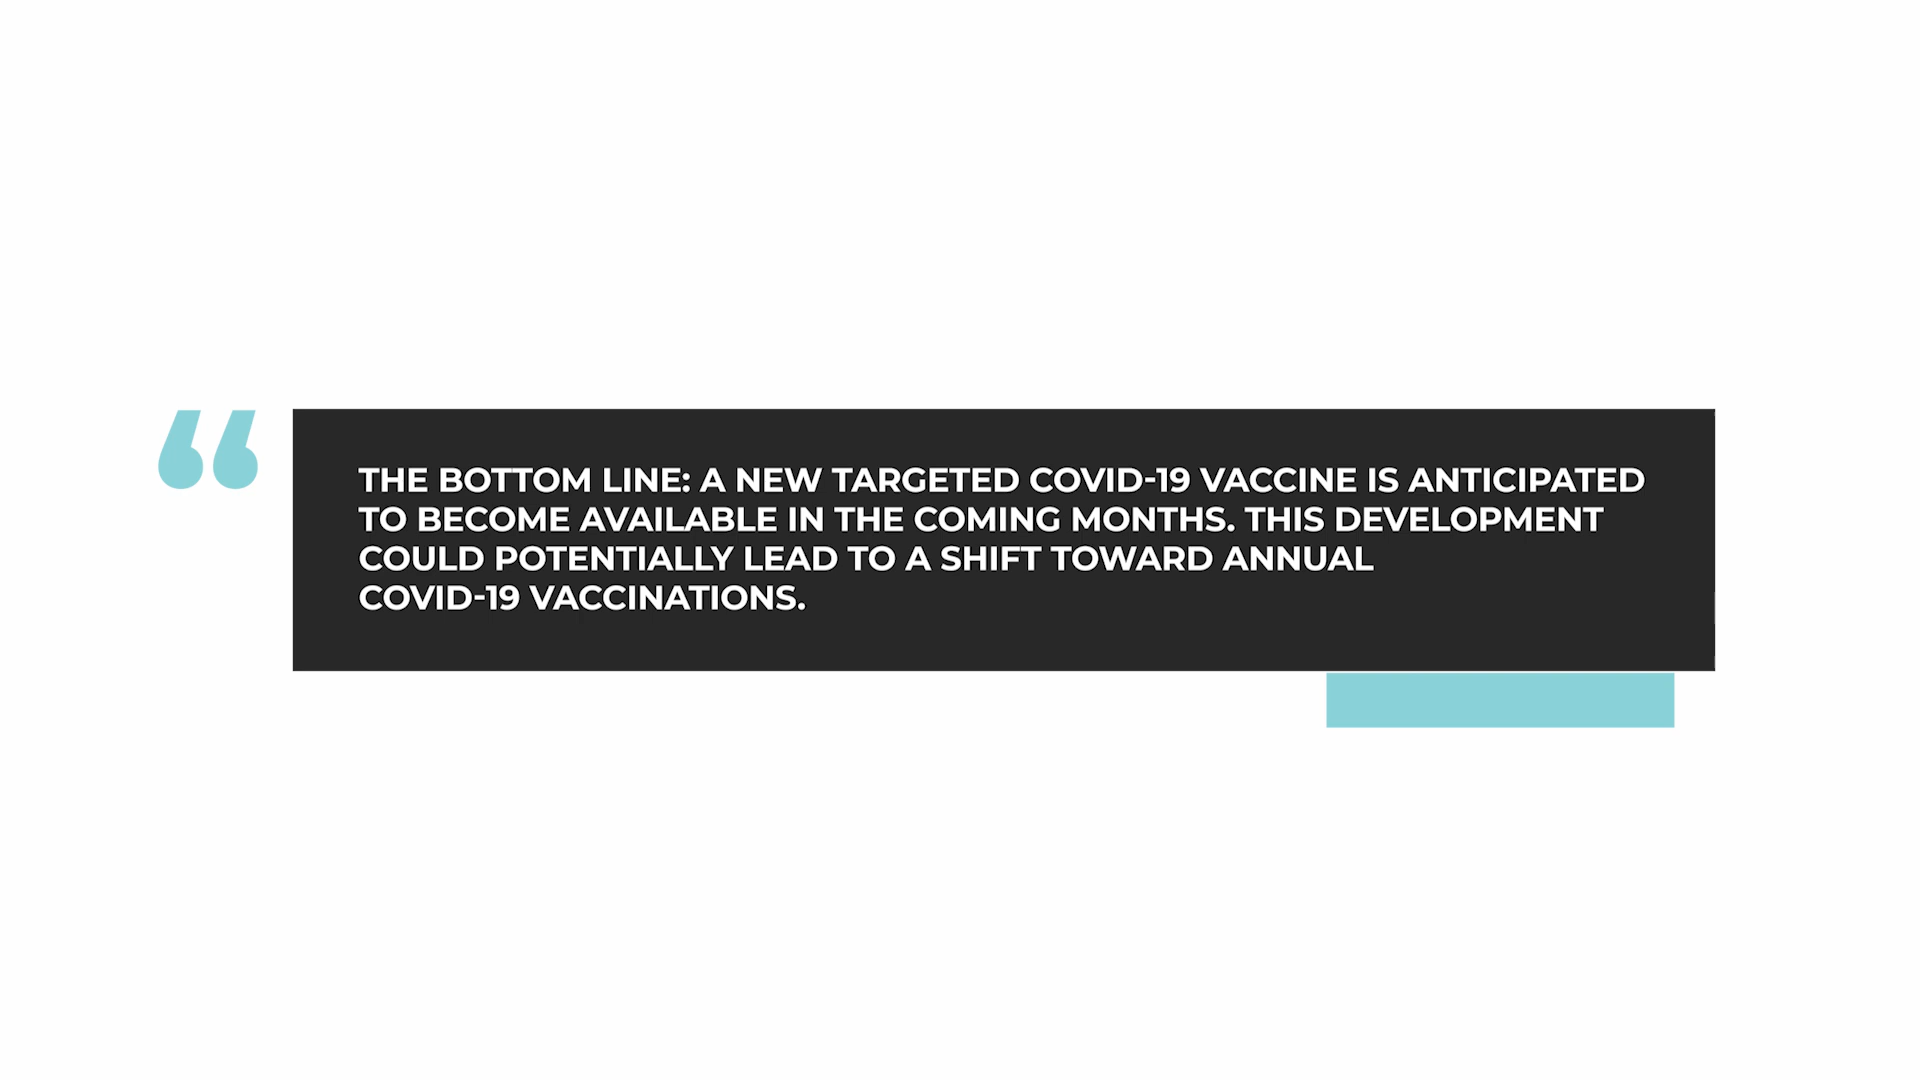 “
THE BOTTOM LINE: A NEW TARGETED COVID-19 VACCINE IS ANTICIPATED
TO BECOME AVAILABLE IN THE COMING MONTHS. THIS DEVELOPMENT
COULD POTENTIALLY LEAD TO A SHIFT TOWARD ANNUAL
COVID-19 VACCINATIONS.